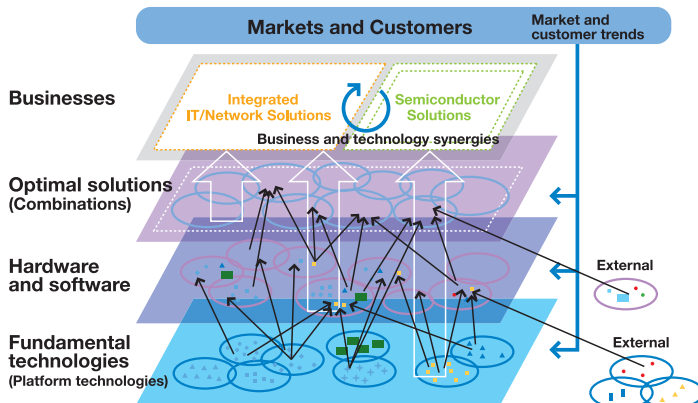 Markets and Customers
Market and
customer trends
Businesses
Integrated
IT/Network Solutions
Semiconductor
Solutions
Business and technology synergies
Optimal solutions
(Combinations)
Hardware
and software
External
Fundamental
technologies
(Platform technologies)
External